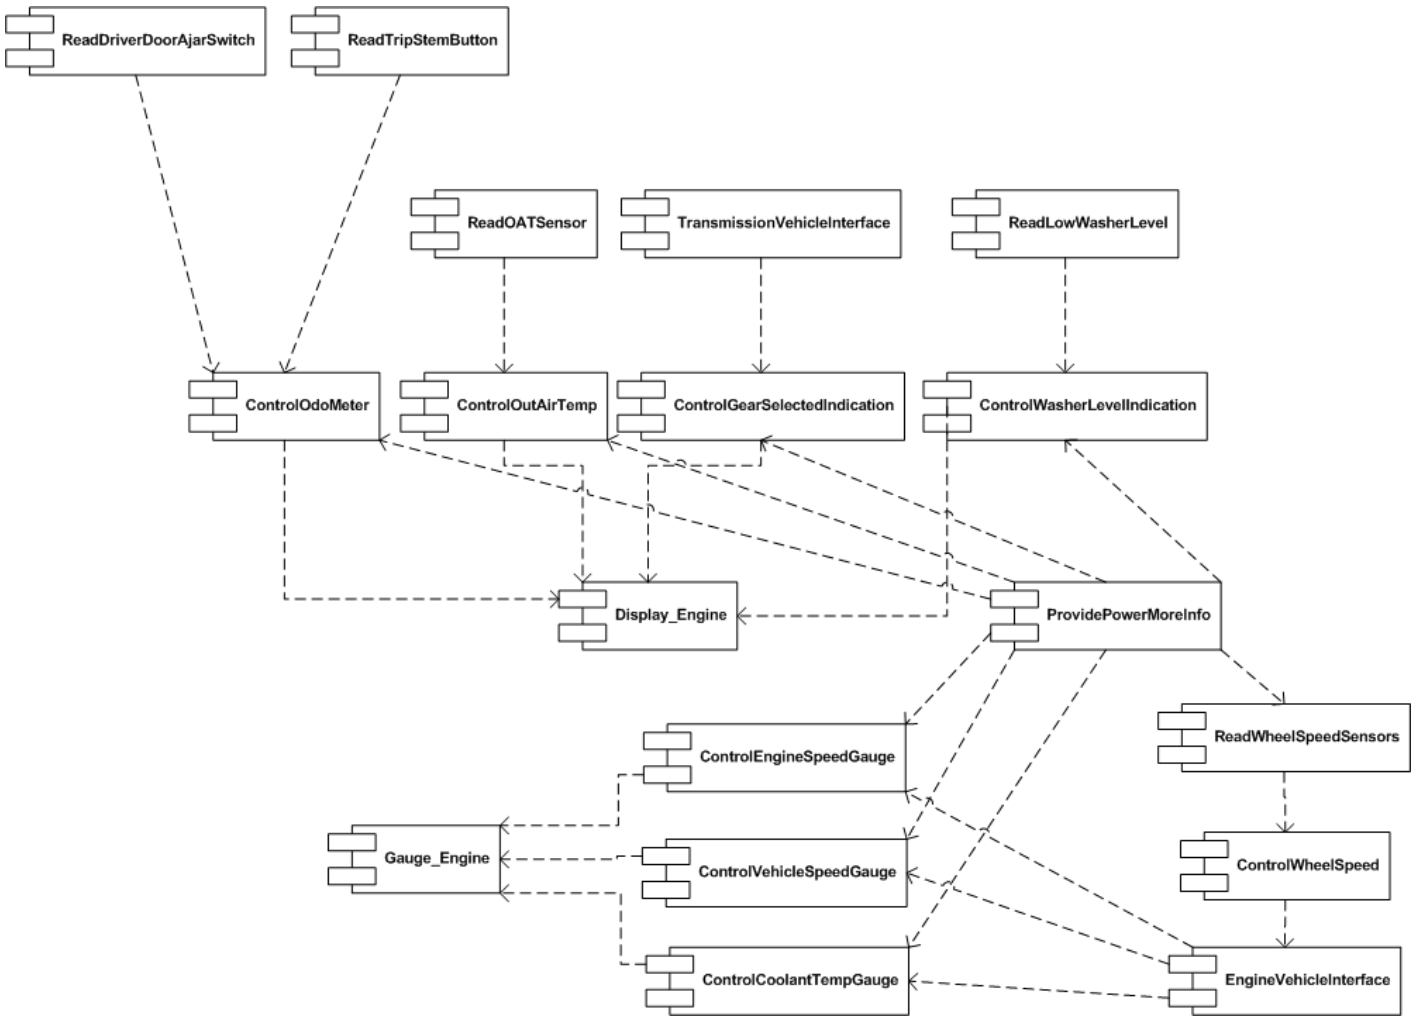 ReadDriverDoorAjarSwitch
ReadTripStemButton
ReadOATSensor
TransmissionVehicleInterface
ReadLowWasherLevel
ControlOdoMeter
ControlOutAirTemp
ControlGearSelectedIndication
ControlWasherLevelIndication
Display_Engine
ProvidePowerMoreInfo
ReadWheelSpeedSensors
ControlEngineSpeedGauge
Gauge_Engine
ControlVehicleSpeedGauge
ControlWheelSpeed
ControlCoolantTempGauge
EngineVehicleInterface